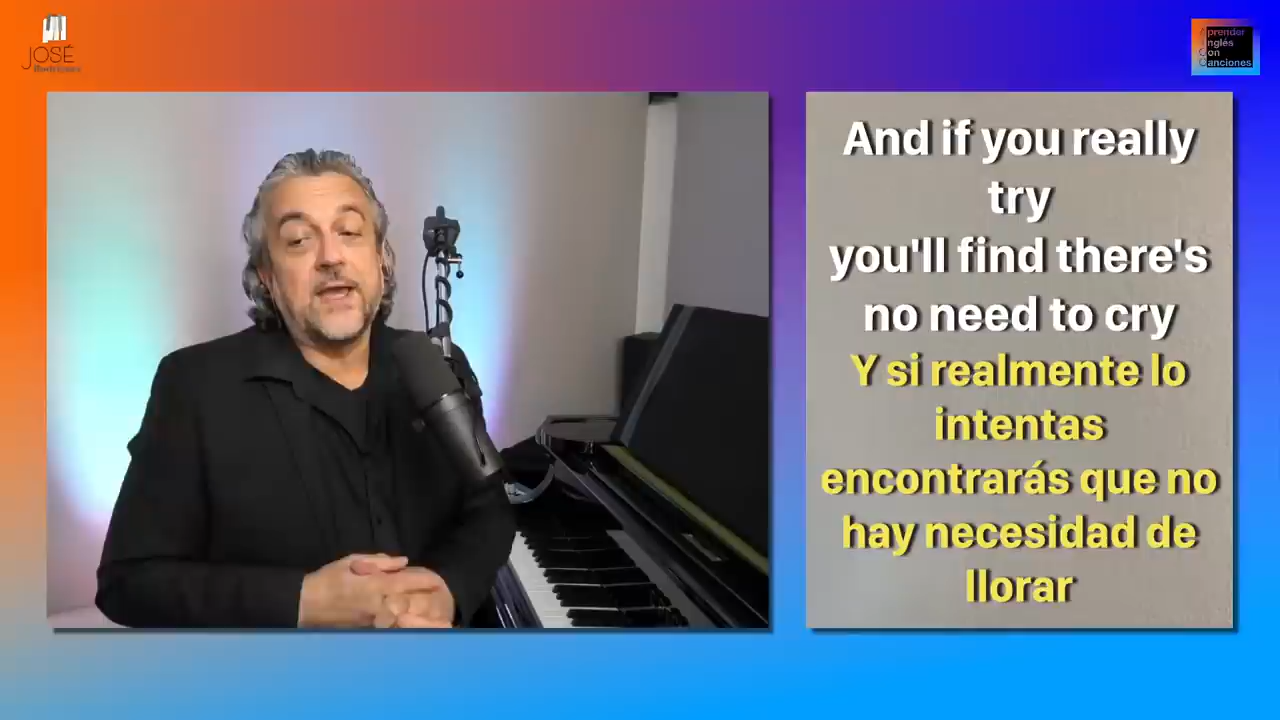 JOSÉ
Rodríguez
Aprender
Inglés
Con
Canciones
And if you really
try
you'll find there's
no need to cry
Y si realmente lo
intentas
encontrarás que no
hay necesidad de
llorar